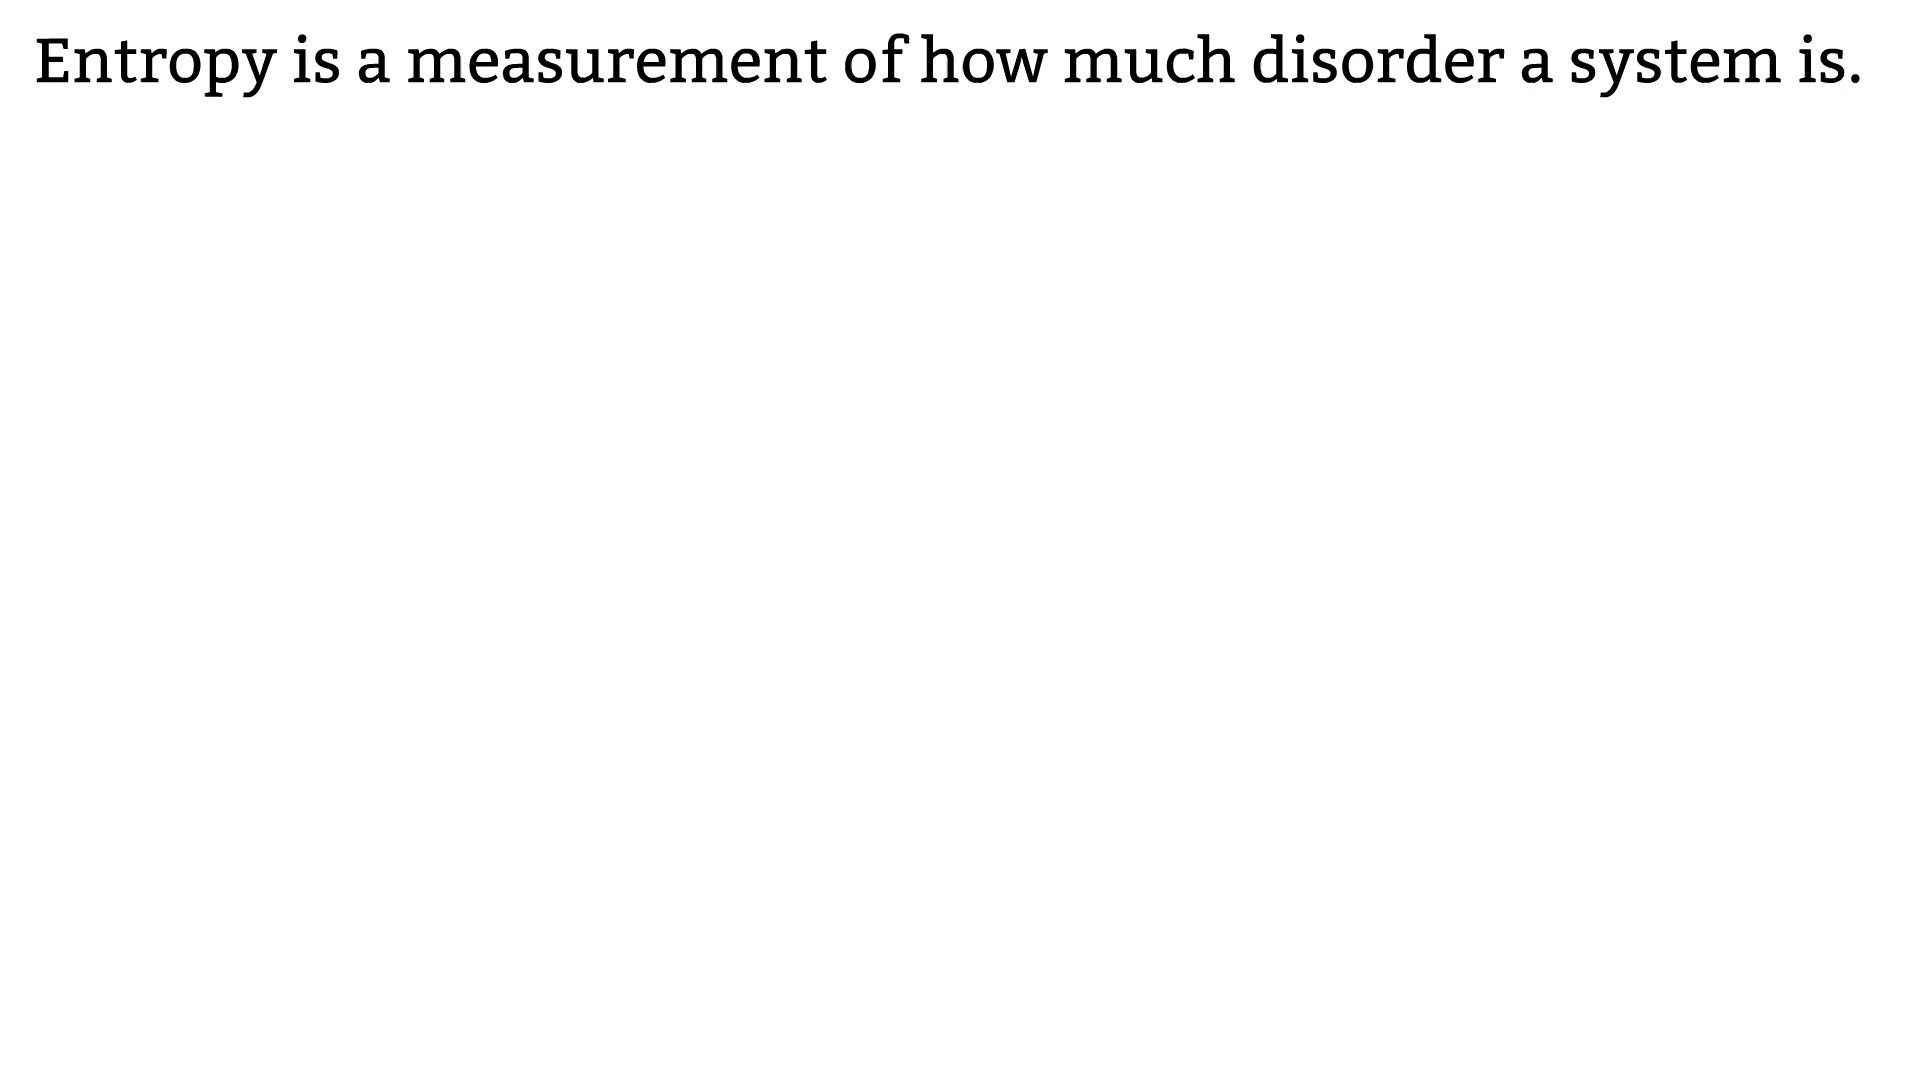 Entropy is a measurement of how much disorder a system is.